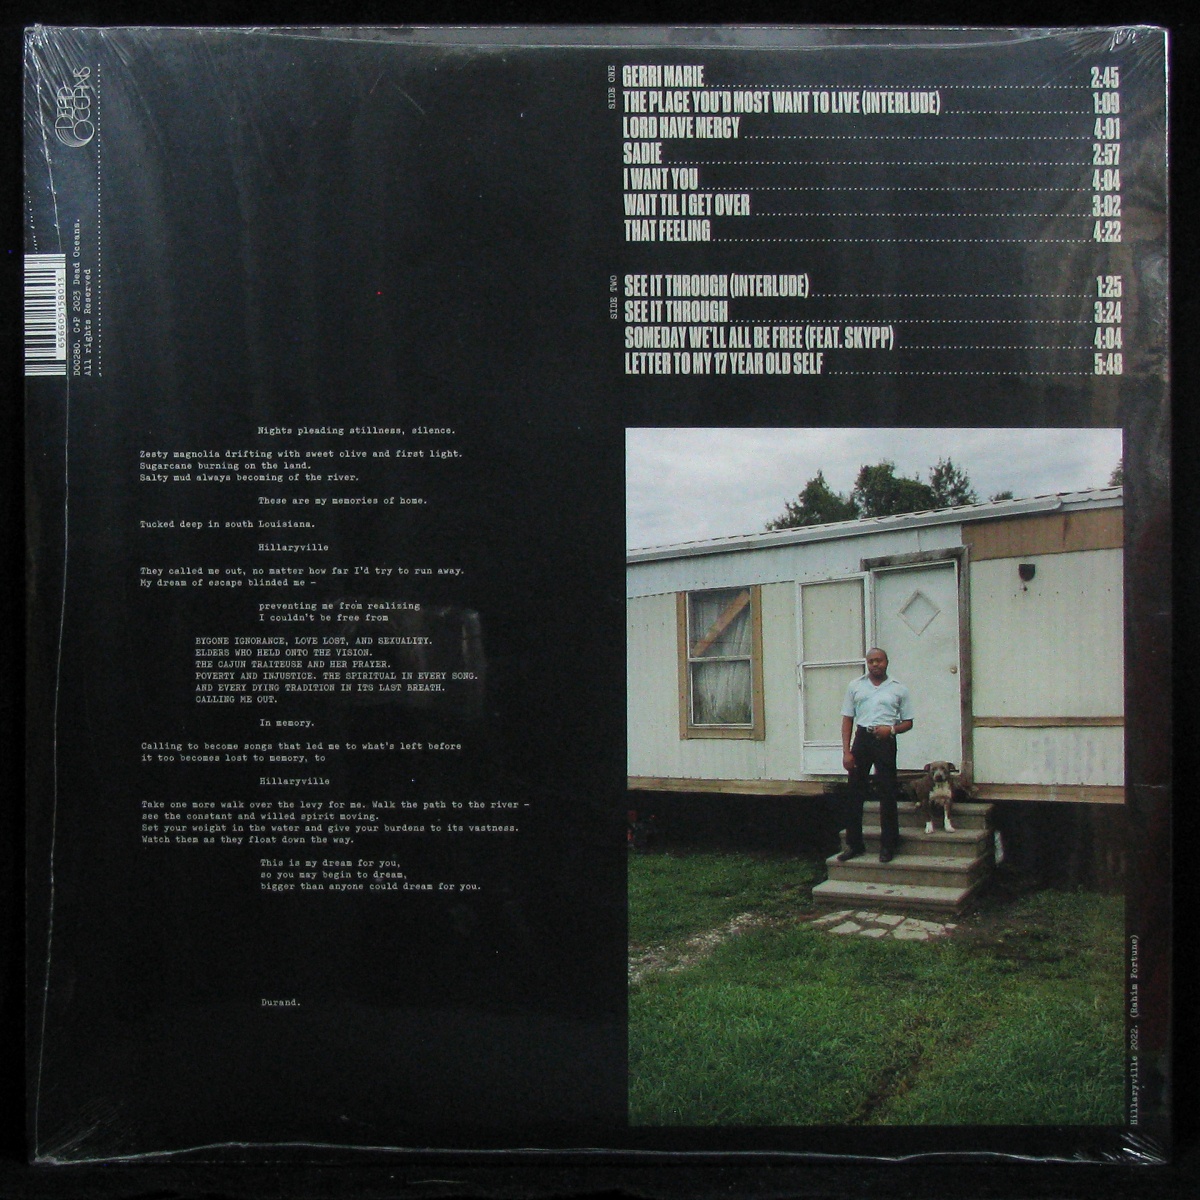 DEAD OCEANS
656605158013
DOC280. C+P 2023 Dead Oceans.
All rights Reserved
SIDE ONE
GERRI MARIE 2:45
THE PLACE YOU'D MOST WANT TO LIVE (INTERLUDE) 1:09
LORD HAVE MERCY 4:01
SADIE 2:57
I WANT YOU 4:04
WAIT TIL I GET OVER 3:02
THAT FEELING 4:22
SIDE TWO
SEE IT THROUGH (INTERLUDE) 1:25
SEE IT THROUGH 3:24
SOMEDAY WE'LL ALL BE FREE (FEAT. SKYPP) 4:04
LETTER TO MY 17 YEAR OLD SELF 5:48
Nights pleading stillness, silence.
Zesty magnolia drifting with sweet olive and first light.
Sugarcane burning on the land.
Salty mud always becoming of the river.
These are my memories of home.
Tucked deep in south Louisiana.
Hillaryville
They called me out, no matter how far I'd try to run away.
My dream of escape blinded me –
preventing me from realizing
I couldn't be free from
BYGONE IGNORANCE, LOVE LOST, AND SEXUALITY.
ELDERS WHO HELD ONTO THE VISION.
THE CAJUN TRAITEUSE AND HER PRAYER.
POVERTY AND INJUSTICE. THE SPIRITUAL IN EVERY SONG.
AND EVERY DYING TRADITION IN ITS LAST BREATH.
CALLING ME OUT.
In memory.
Calling to become songs that led me to what's left before
it too becomes lost to memory, to
Hillaryville
Take one more walk over the levy for me. Walk the path to the river –
see the constant and willed spirit moving.
Set your weight in the water and give your burdens to its vastness.
Watch them as they float down the way.
This is my dream for you,
so you may begin to dream,
bigger than anyone could dream for you.
Durand.
Hillaryville 2022. (Rahim Fortune)